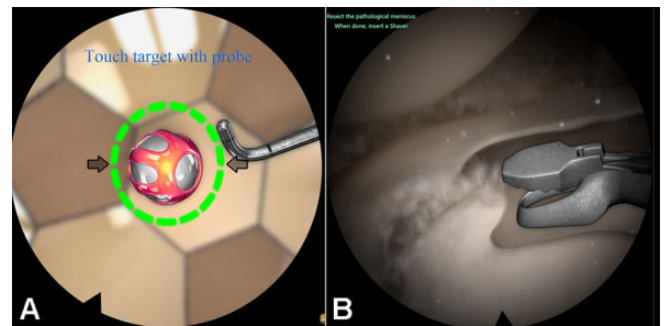 Touch target with probe
Resect the pathological meniscus.
When done, insert a Shaver.
A
B